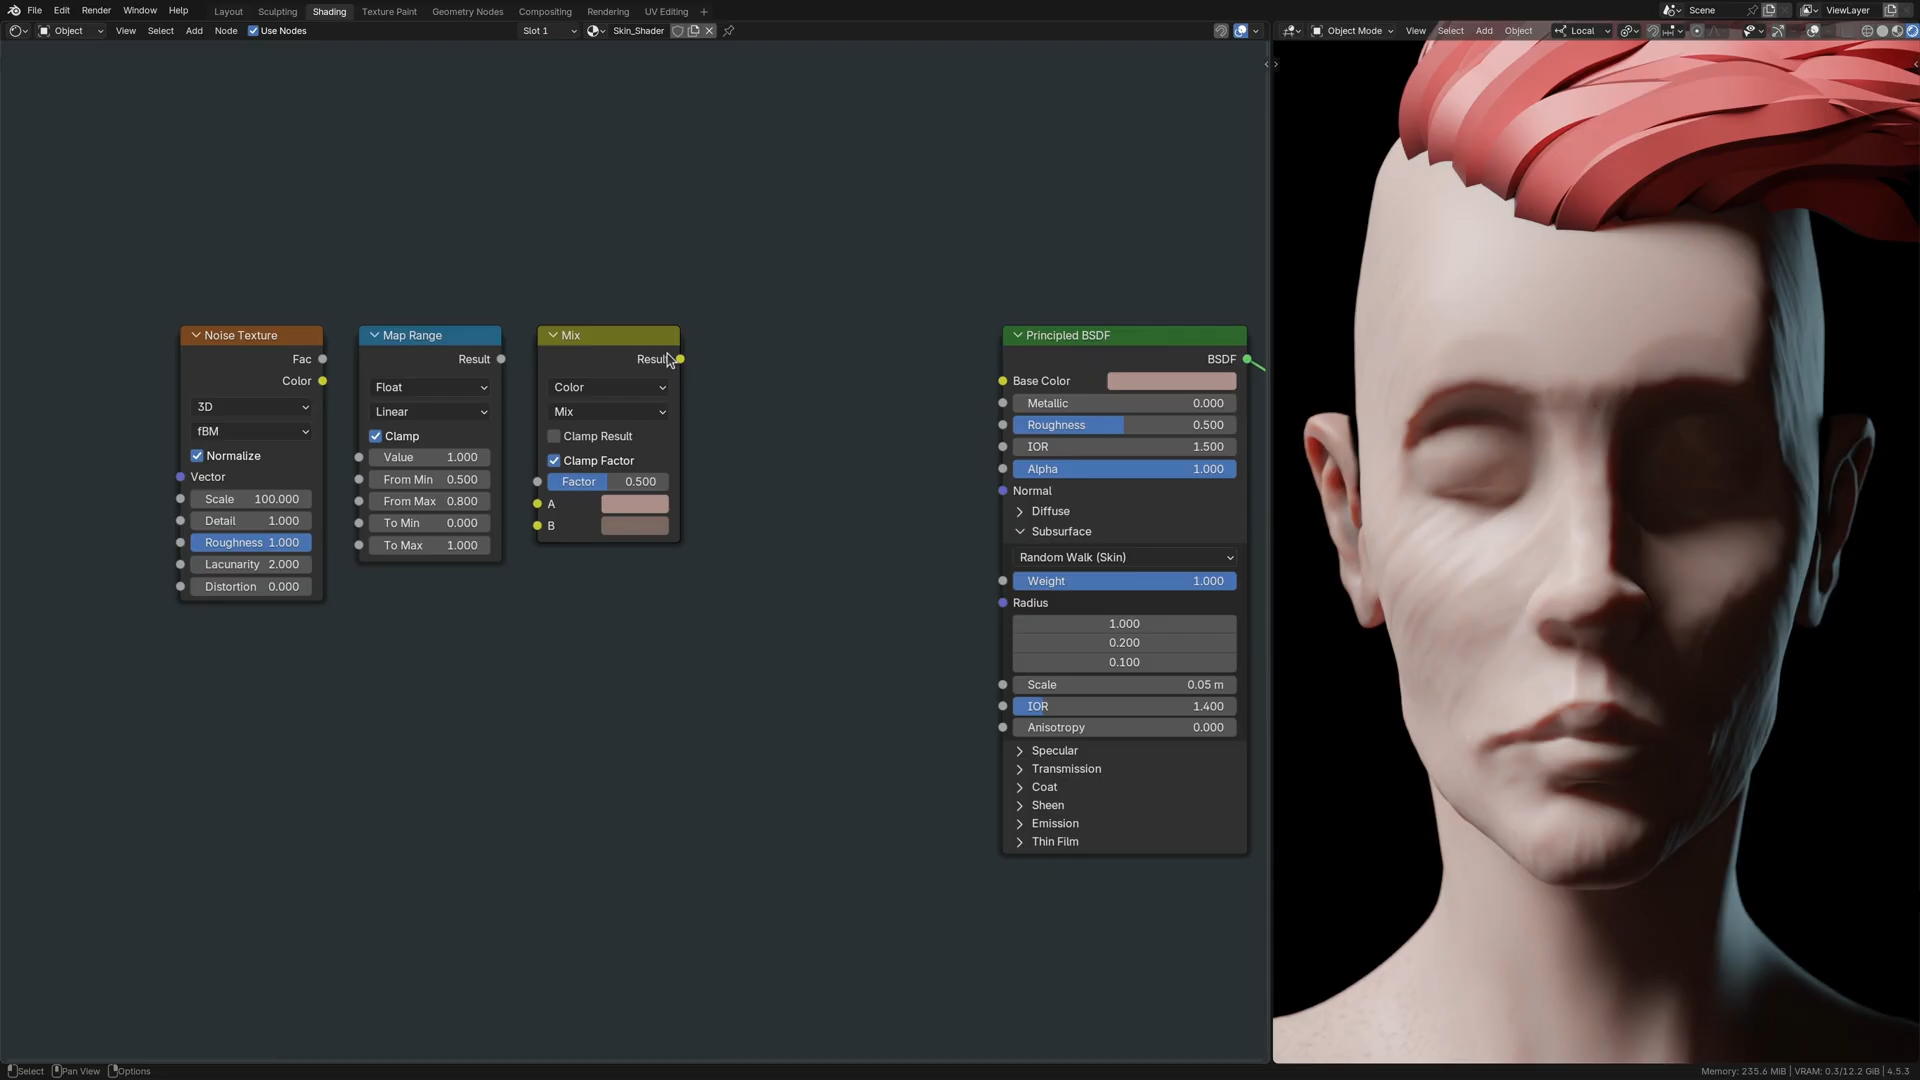 File Edit Render Window Help Layout Sculpting Shading Texture Paint Geometry Nodes Compositing Rendering UV Editing + Scene ViewLayer
Object View Select Add Node Use Nodes Slot 1 Skin_Shader Object Mode View Select Add Object Local
Noise Texture
Fac
Color
3D
fBM
Normalize
Vector
Scale 100.000
Detail 1.000
Roughness 1.000
Lacunarity 2.000
Distortion 0.000
Map Range
Result
Float
Linear
Clamp
Value 1.000
From Min 0.500
From Max 0.800
To Min 0.000
To Max 1.000
Mix
Result
Color
Mix
Clamp Result
Clamp Factor
Factor 0.500
A
B
Principled BSDF
BSDF
Base Color
Metallic 0.000
Roughness 0.500
IOR 1.500
Alpha 1.000
Normal
Diffuse
Subsurface
Random Walk (Skin)
Weight 1.000
Radius
1.000
0.200
0.100
Scale 0.05 m
IOR 1.400
Anisotropy 0.000
Specular
Transmission
Coat
Sheen
Emission
Thin Film
Select Pan View Options Memory: 235.6 MiB | VRAM: 0.3/12.2 GiB | 4.5.3